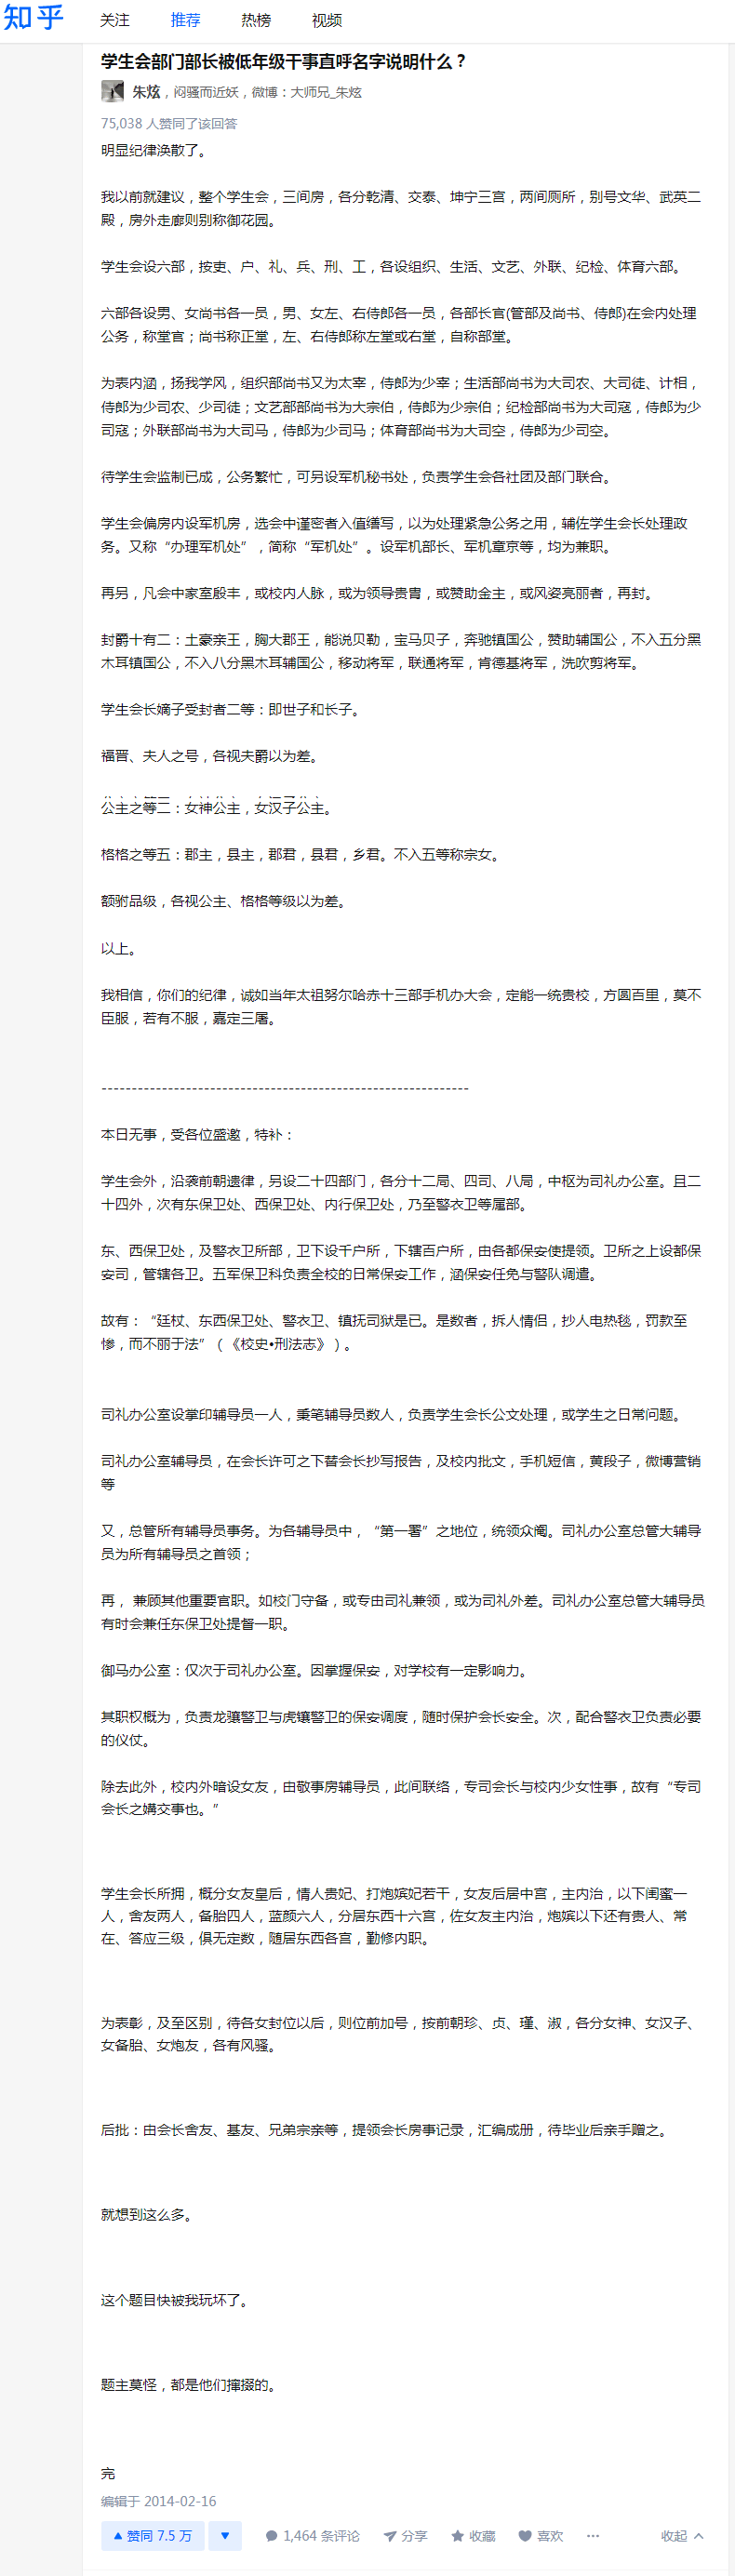 知乎 关注 推荐 热榜 视频
学生会部门部长被低年级干事直呼名字说明什么？
朱炫，闷骚而近妖，微博：大师兄_朱炫
75,038 人赞同了该回答
明显纪律涣散了。
我以前就建议，整个学生会，三间房，各分乾清、交泰、坤宁三宫，两间厕所，别号文华、武英二
殿，房外走廊则别称御花园。
学生会设六部，按吏、户、礼、兵、刑、工，各设组织、生活、文艺、外联、纪检、体育六部。
六部各设男、女尚书各一员，男、女左、右侍郎各一员，各部长官(管部及尚书、侍郎)在会内处理
公务，称堂官；尚书称正堂，左、右侍郎称左堂或右堂，自称部堂。
为表内涵，扬我学风，组织部尚书又为太宰，侍郎为少宰；生活部尚书为大司农、大司徒、计相，
侍郎为少司农、少司徒；文艺部部尚书为大宗伯，侍郎为少宗伯；纪检部尚书为大司寇，侍郎为少
司寇；外联部尚书为大司马，侍郎为少司马；体育部尚书为大司空，侍郎为少司空。
待学生会监制已成，公务繁忙，可另设军机秘书处，负责学生会各社团及部门联合。
学生会偏房内设军机房，选会中谨密者入值缮写，以为处理紧急公务之用，辅佐学生会长处理政
务。又称“办理军机处”，简称“军机处”。设军机部长、军机章京等，均为兼职。
再另，凡会中家室殷丰，或校内人脉，或为领导贵胄，或赞助金主，或风姿亮丽者，再封。
封爵十有二：土豪亲王，胸大郡王，能说贝勒，宝马贝子，奔驰镇国公，赞助辅国公，不入五分黑
木耳镇国公，不入八分黑木耳辅国公，移动将军，联通将军，肯德基将军，洗吹剪将军。
学生会长嫡子受封者二等：即世子和长子。
福晋、夫人之号，各视夫爵以为差。
公主之等二：女神公主，女汉子公主。
格格之等五：郡主，县主，郡君，县君，乡君。不入五等称宗女。
额驸品级，各视公主、格格等级以为差。
以上。
我相信，你们的纪律，诚如当年太祖努尔哈赤十三部手机办大会，定能一统贵校，方圆百里，莫不
臣服，若有不服，嘉定三屠。
-------------------------------------------------------------
本日无事，受各位盛邀，特补：
学生会外，沿袭前朝遗律，另设二十四部门，各分十二局、四司、八局，中枢为司礼办公室。且二
十四外，次有东保卫处、西保卫处、内行保卫处，乃至警衣卫等属部。
东、西保卫处，及警衣卫所部，卫下设千户所，下辖百户所，由各都保安使提领。卫所之上设都保
安司，管辖各卫。五军保卫科负责全校的日常保安工作，涵保安任免与警队调遣。
故有：“廷杖、东西保卫处、警衣卫、镇抚司狱是已。是数者，拆人情侣，抄人电热毯，罚款至
惨，而不丽于法”（《校史•刑法志》）。
司礼办公室设掌印辅导员一人，秉笔辅导员数人，负责学生会长公文处理，或学生之日常问题。
司礼办公室辅导员，在会长许可之下替会长抄写报告，及校内批文，手机短信，黄段子，微博营销
等
又，总管所有辅导员事务。为各辅导员中，“第一署”之地位，统领众阉。司礼办公室总管大辅导
员为所有辅导员之首领；
再， 兼顾其他重要官职。如校门守备，或专由司礼兼领，或为司礼外差。司礼办公室总管大辅导员
有时会兼任东保卫处提督一职。
御马办公室：仅次于司礼办公室。因掌握保安，对学校有一定影响力。
其职权概为，负责龙骧警卫与虎镶警卫的保安调度，随时保护会长安全。次，配合警衣卫负责必要
的仪仗。
除去此外，校内外暗设女友，由敬事房辅导员，此间联络，专司会长与校内少女性事，故有“专司
会长之媾交事也。”
学生会长所拥，概分女友皇后，情人贵妃、打炮嫔妃若干，女友后居中宫，主内治，以下闺蜜一
人，舍友两人，备胎四人，蓝颜六人，分居东西十六宫，佐女友主内治，炮嫔以下还有贵人、常
在、答应三级，俱无定数，随居东西各宫，勤修内职。
为表彰，及至区别，待各女封位以后，则位前加号，按前朝珍、贞、瑾、淑，各分女神、女汉子、
女备胎、女炮友，各有风骚。
后批：由会长舍友、基友、兄弟宗亲等，提领会长房事记录，汇编成册，待毕业后亲手赠之。
就想到这么多。
这个题目快被我玩坏了。
题主莫怪，都是他们撺掇的。
完
编辑于 2014-02-16
赞同 7.5 万 1,464 条评论 分享 收藏 喜欢 ··· 收起